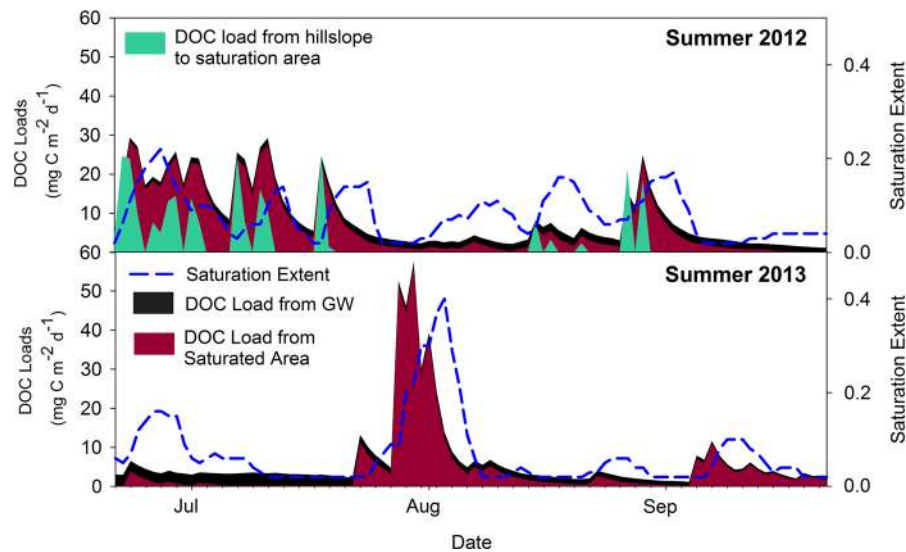 60
50
40
30
20
10
DOC Loads
(mg C m-2 d-1)
DOC load from hillslope
to saturation area
Summer 2012
0.4
0.2
0.0
Saturation Extent
60
50
40
30
20
10
0
DOC Loads
(mg C m-2 d-1)
Saturation Extent
DOC Load from GW
DOC Load from
Saturated Area
Summer 2013
0.4
0.2
0.0
Saturation Extent
Jul
Aug
Sep
Date